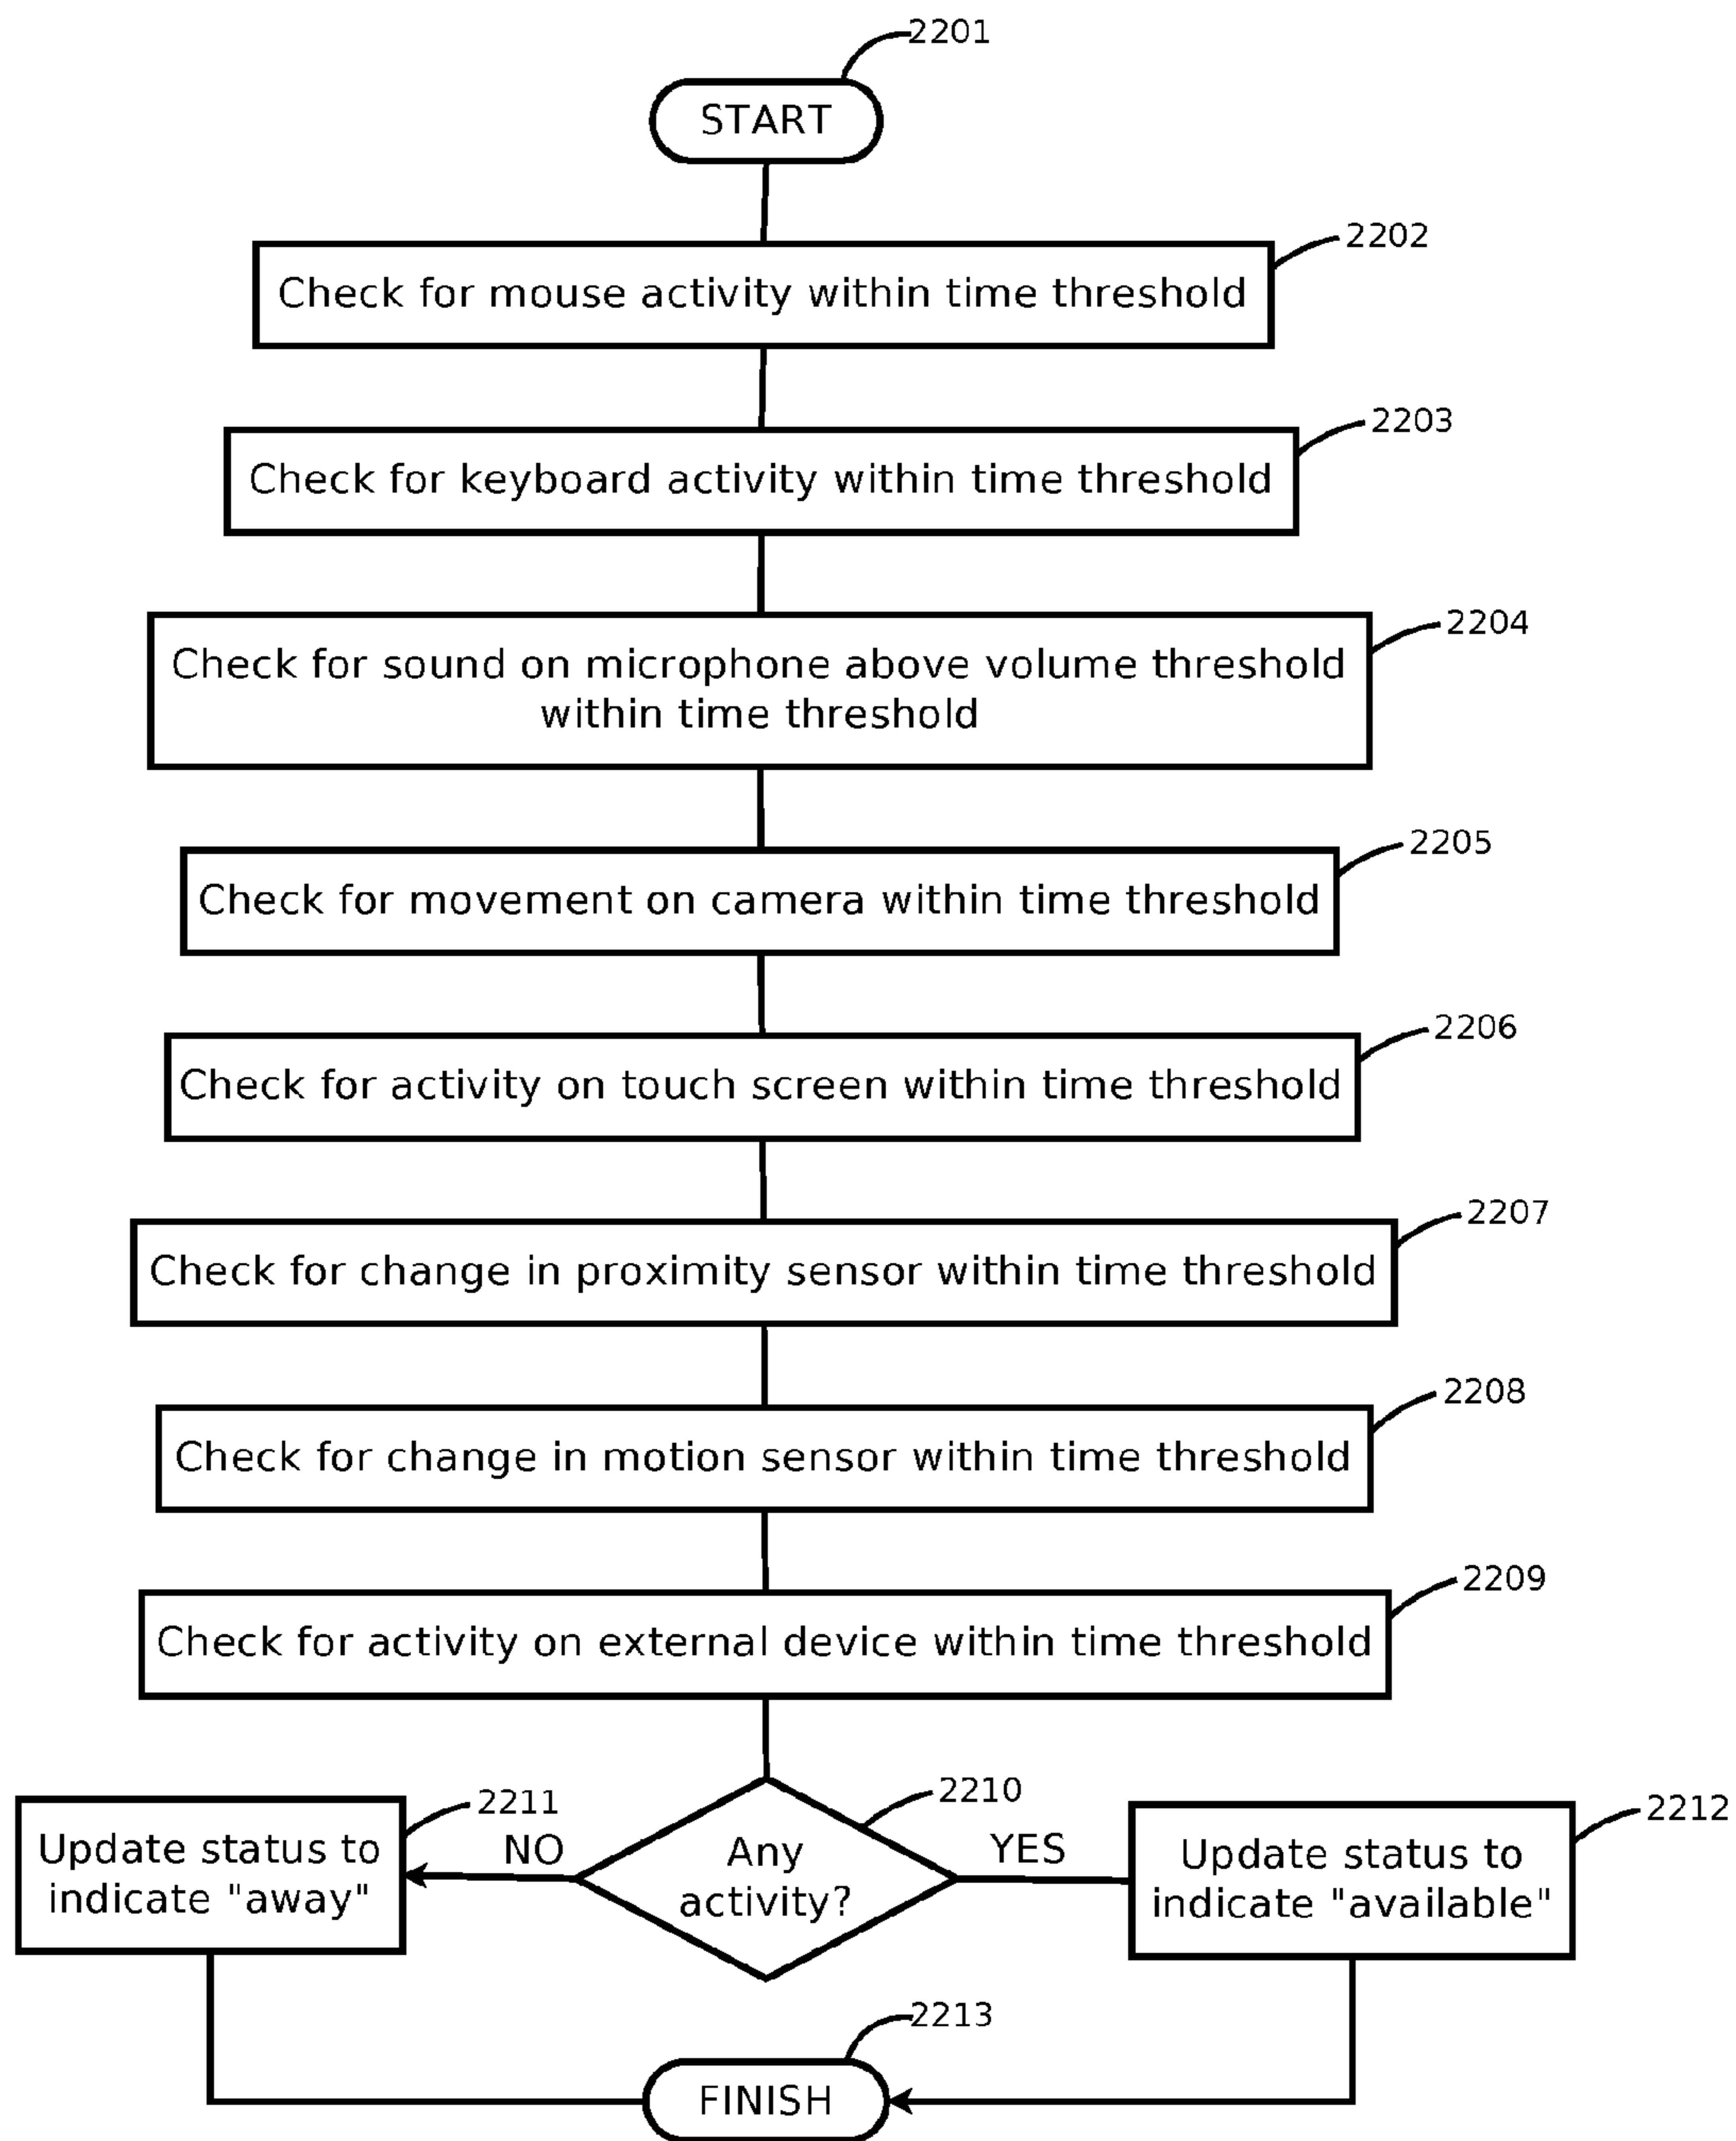 2201
START
2202
Check for mouse activity within time threshold
2203
Check for keyboard activity within time threshold
2204
Check for sound on microphone above volume threshold
within time threshold
2205
Check for movement on camera within time threshold
2206
Check for activity on touch screen within time threshold
2207
Check for change in proximity sensor within time threshold
2208
Check for change in motion sensor within time threshold
2209
Check for activity on external device within time threshold
2211
Update status to
indicate "away"
NO
2210
Any
activity?
YES
2212
Update status to
indicate "available"
2213
FINISH